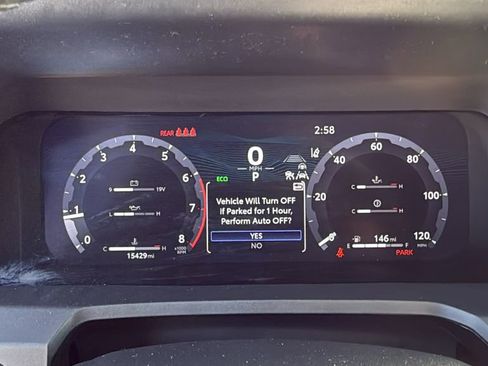 REAR
2:58
3 4 5
2 6
1 7
0 8
x1000
RPM
9 19V
L H
C H
15429mi
0
MPH
P
ECO
Vehicle Will Turn OFF
if Parked for 1 Hour,
Perform Auto OFF?
YES
NO
60
40 80
20 100
0 120
MPH
C H
C H
E F
146mi
PARK